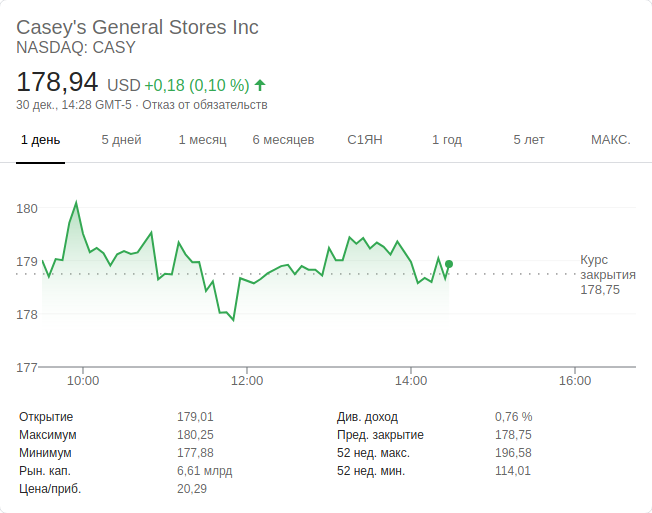 Casey's General Stores Inc
NASDAQ: CASY
178,94 USD +0,18 (0,10 %)
30 дек., 14:28 GMT-5 · Отказ от обязательств
1 день 5 дней 1 месяц 6 месяцев С1ЯН 1 год 5 лет МАКС.
180
179
178
177
Курс
закрытия
178,75
10:00 12:00 14:00 16:00
Открытие 179,01 Див. доход 0,76 %
Максимум 180,25 Пред. закрытие 178,75
Минимум 177,88 52 нед. макс. 196,58
Рын. кап. 6,61 млрд 52 нед. мин. 114,01
Цена/приб. 20,29